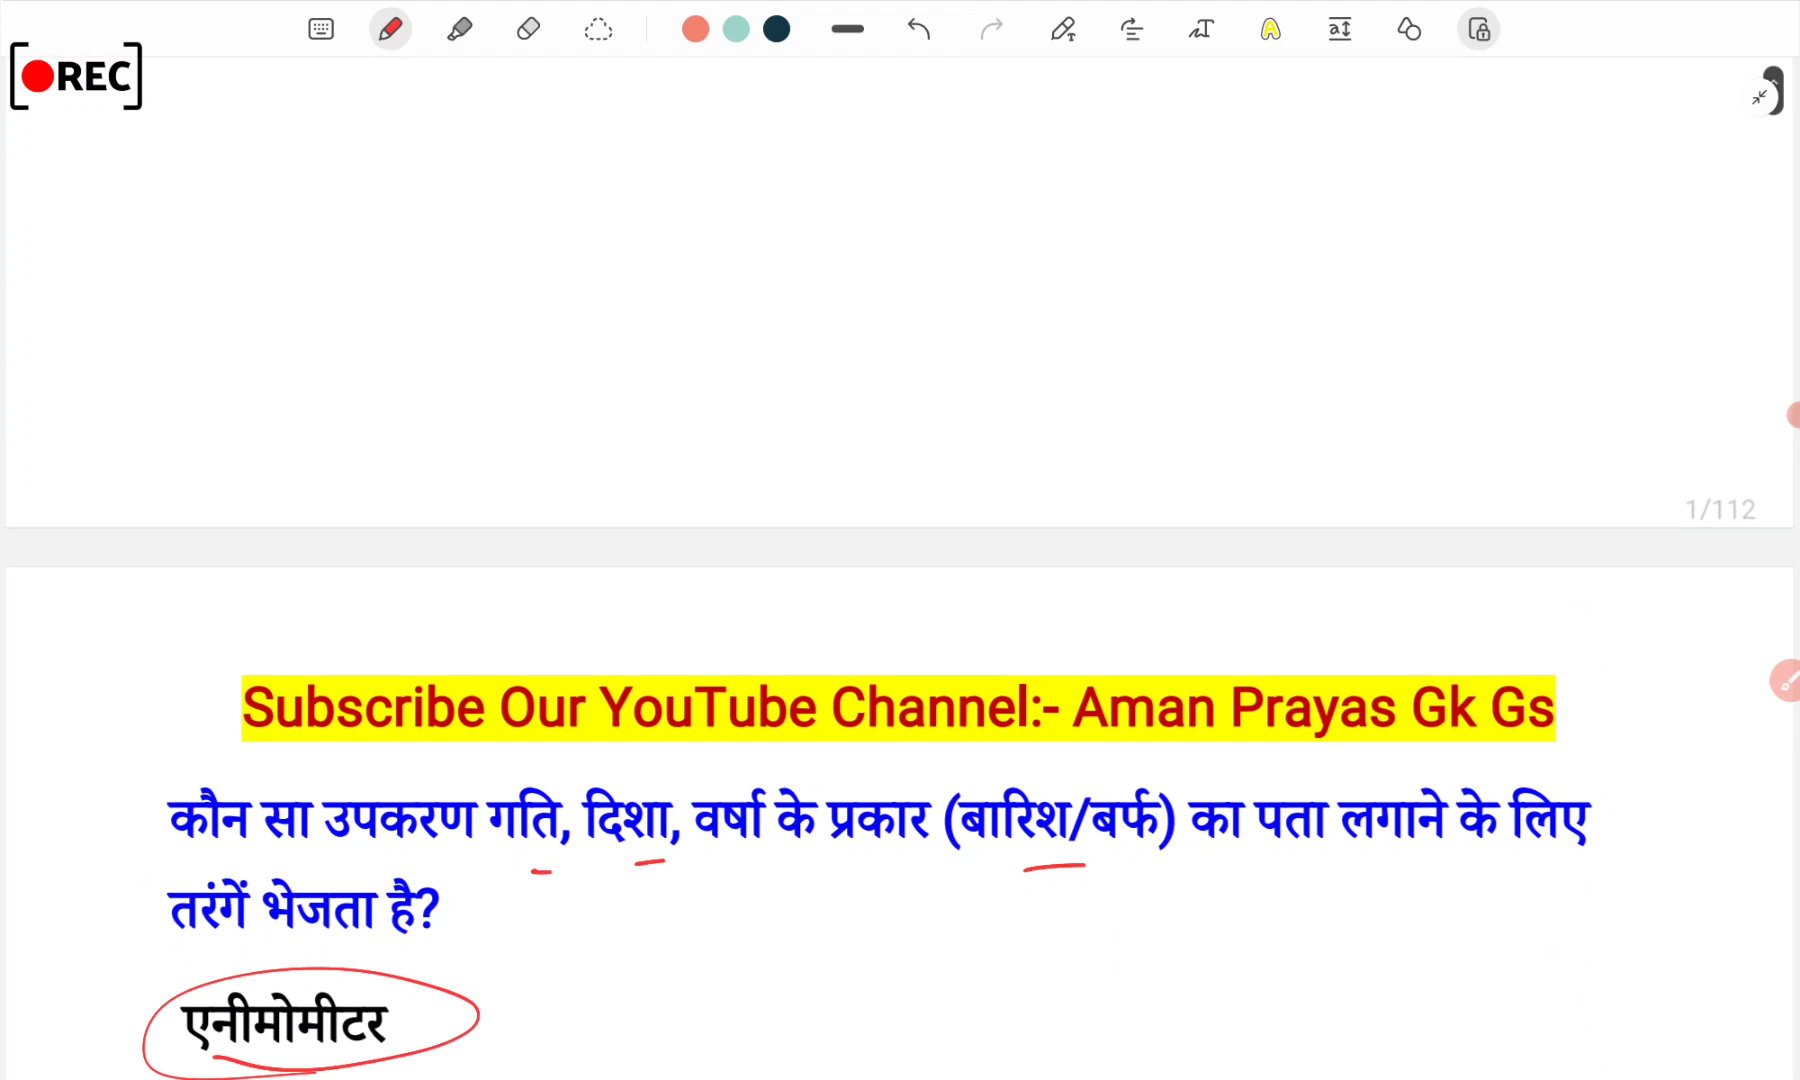 REC
1/112
Subscribe Our YouTube Channel:- Aman Prayas Gk Gs
कौन सा उपकरण गति, दिशा, वर्षा के प्रकार (बारिश/बर्फ) का पता लगाने के लिए
तरंगें भेजता है?
एनीमोमीटर